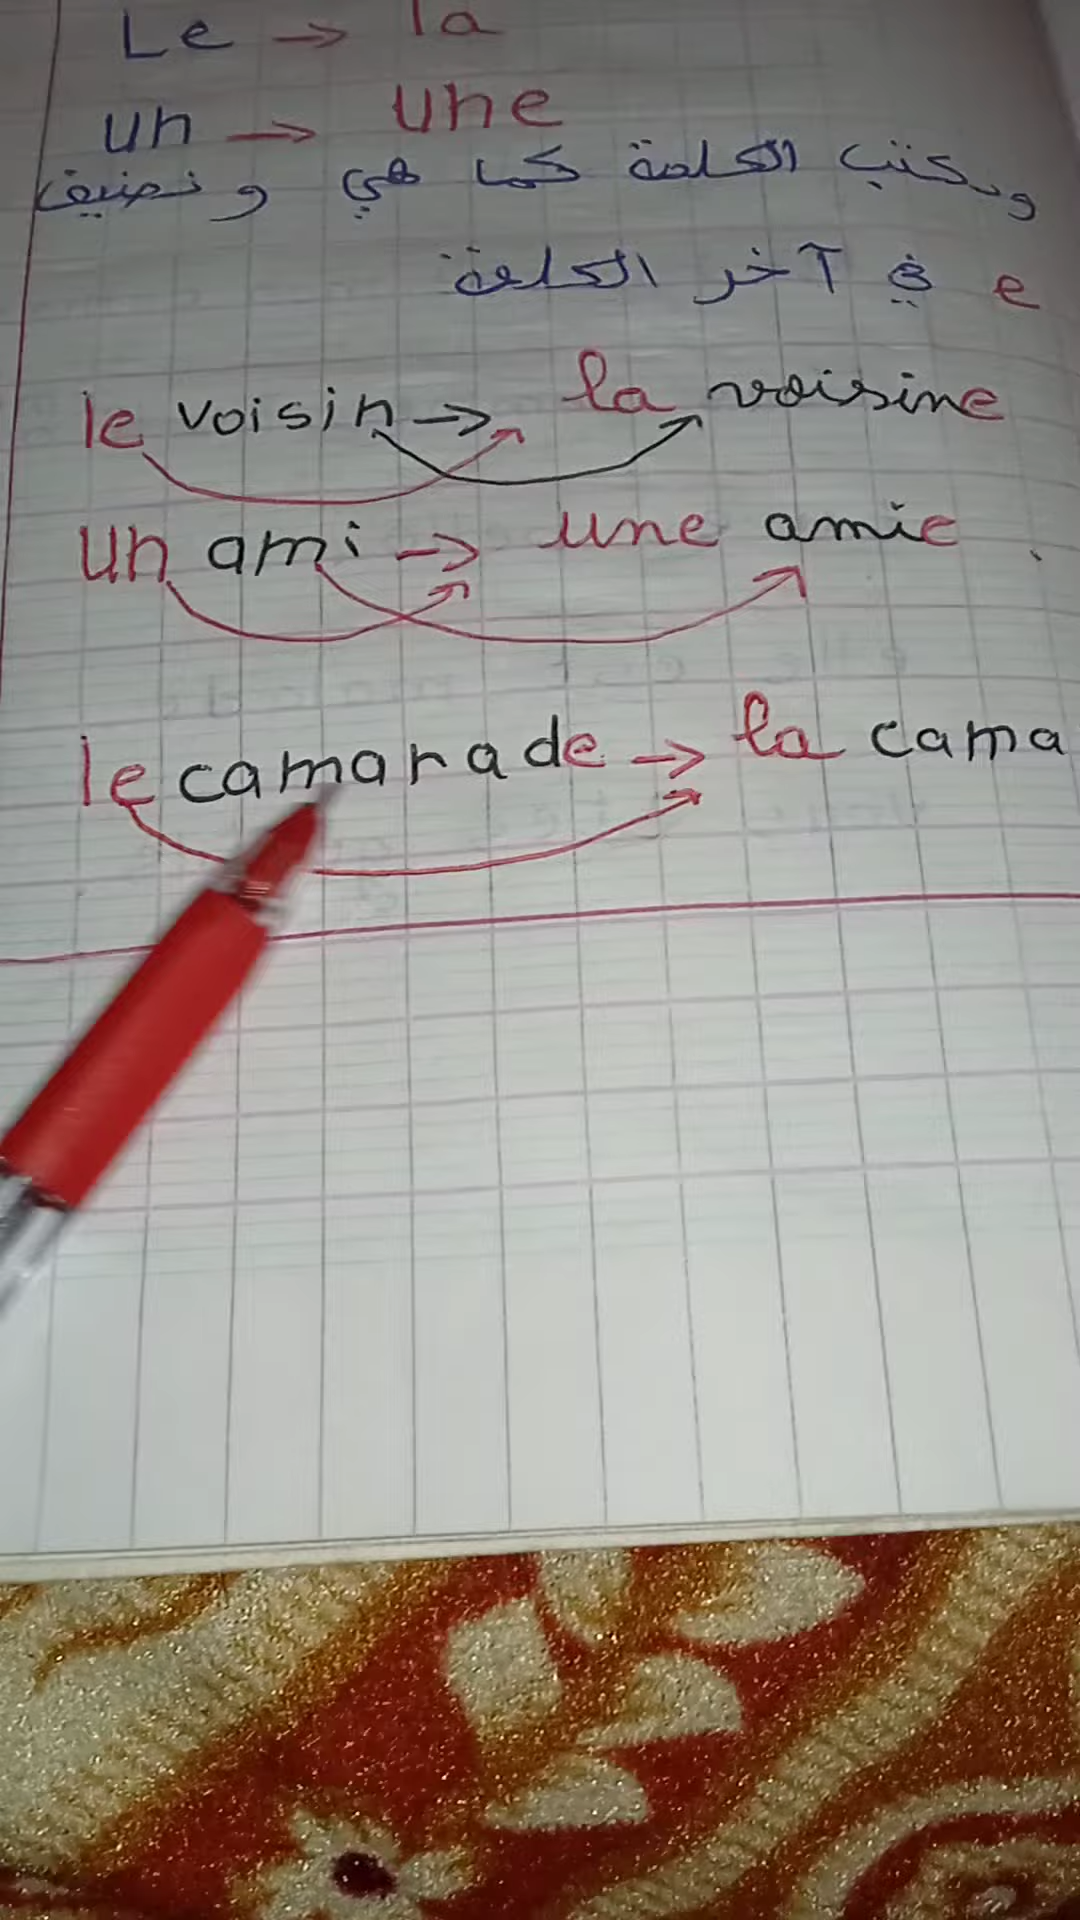 Le → la
un → une
ونكتب الكلمة كما هي و نضيف
e في آخر الكلمة:
le voisin → la voisine
un ami → une amie
le camarade → la cama